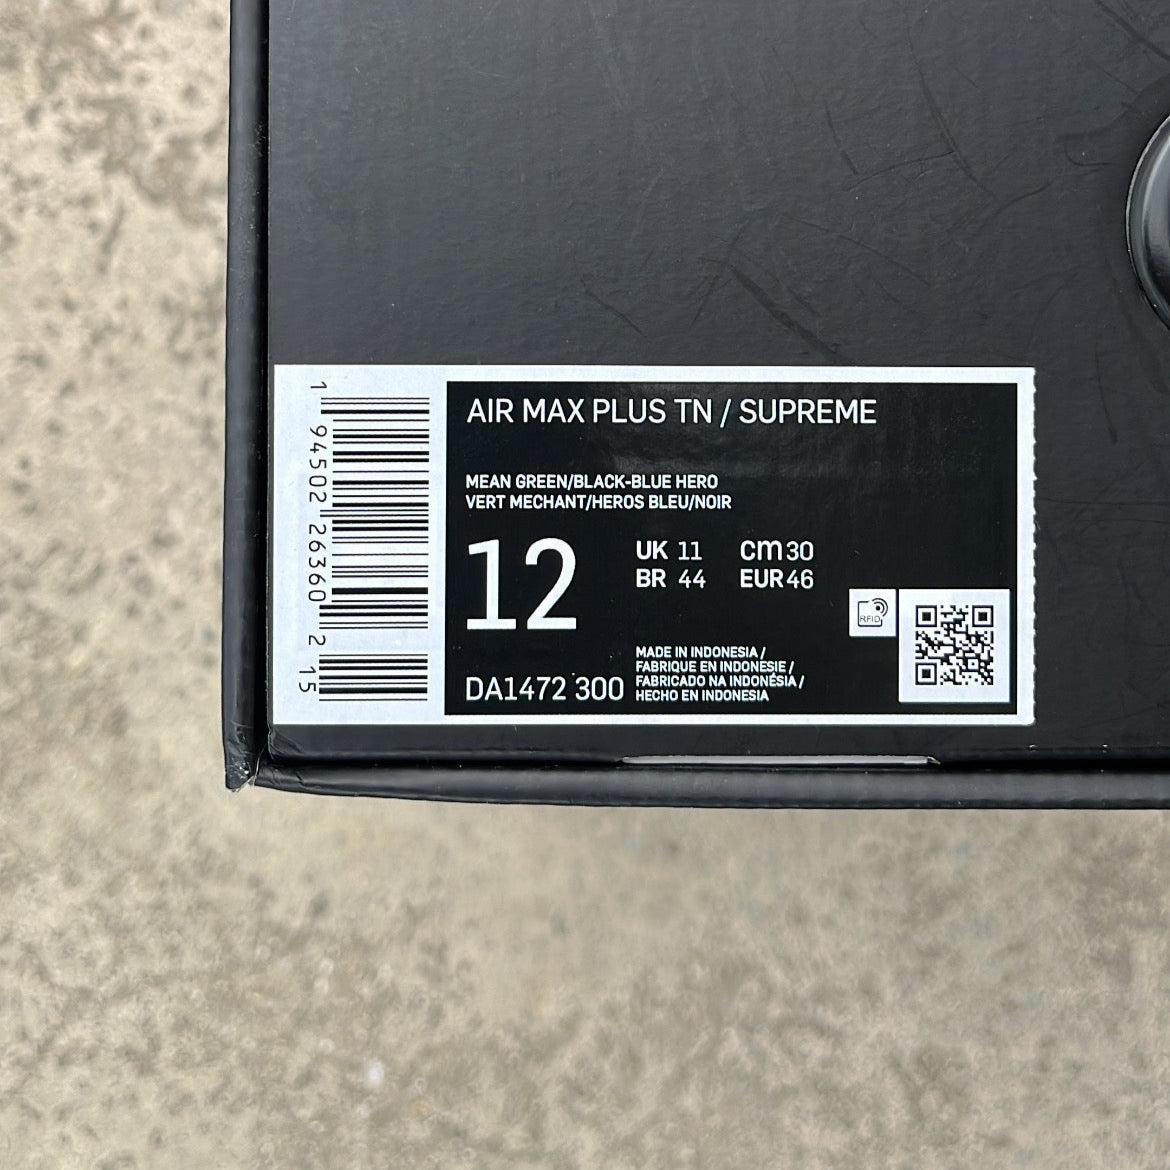 1 94502 26360 2 15
AIR MAX PLUS TN / SUPREME
MEAN GREEN/BLACK-BLUE HERO
VERT MECHANT/HEROS BLEU/NOIR
12
UK 11 cm 30
BR 44 EUR 46
RFID
DA1472 300
MADE IN INDONESIA /
FABRIQUE EN INDONESIE /
FABRICADO NA INDONÉSIA /
HECHO EN INDONESIA